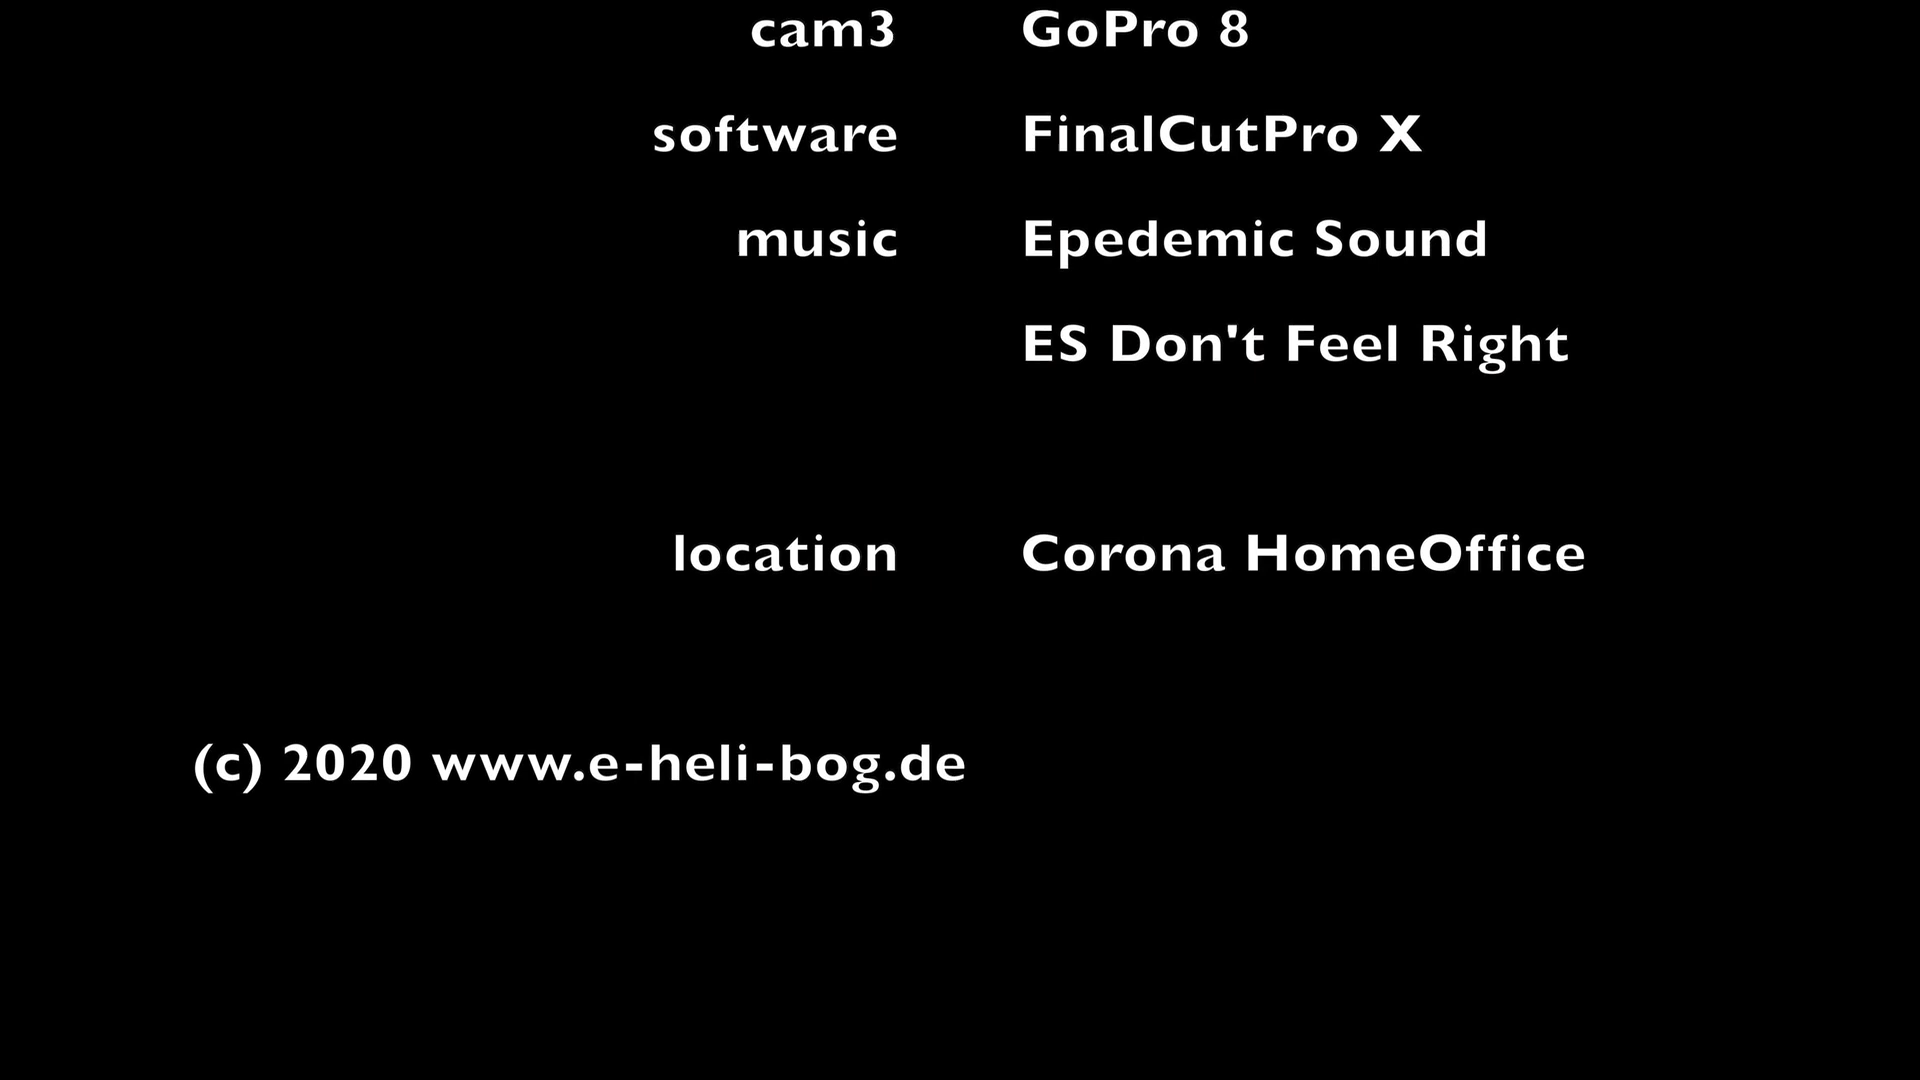 cam3 GoPro 8
software FinalCutPro X
music Epedemic Sound
ES Don't Feel Right
location Corona HomeOffice
(c) 2020 www.e-heli-bog.de